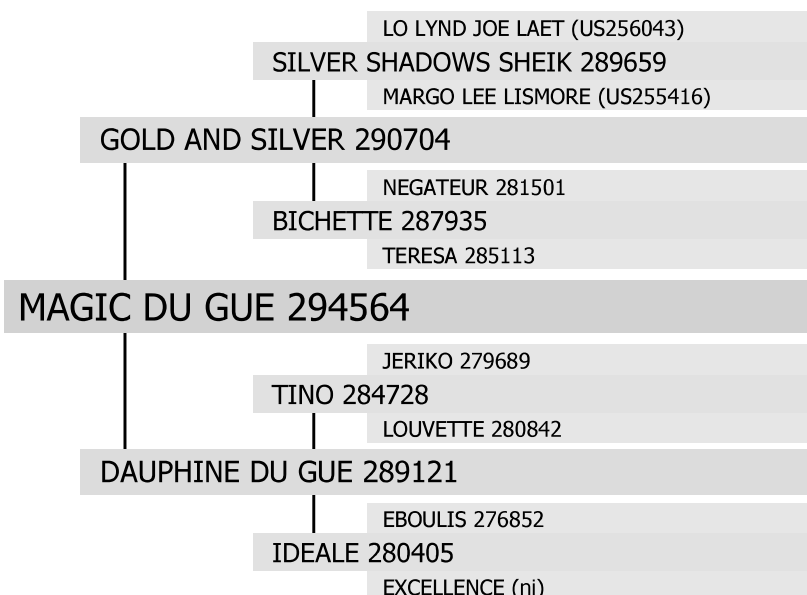 LO LYND JOE LAET (US256043)
SILVER SHADOWS SHEIK 289659
MARGO LEE LISMORE (US255416)
GOLD AND SILVER 290704
NEGATEUR 281501
BICHETTE 287935
TERESA 285113
MAGIC DU GUE 294564
JERIKO 279689
TINO 284728
LOUVETTE 280842
DAUPHINE DU GUE 289121
EBOULIS 276852
IDEALE 280405
EXCELLENCE (ni)